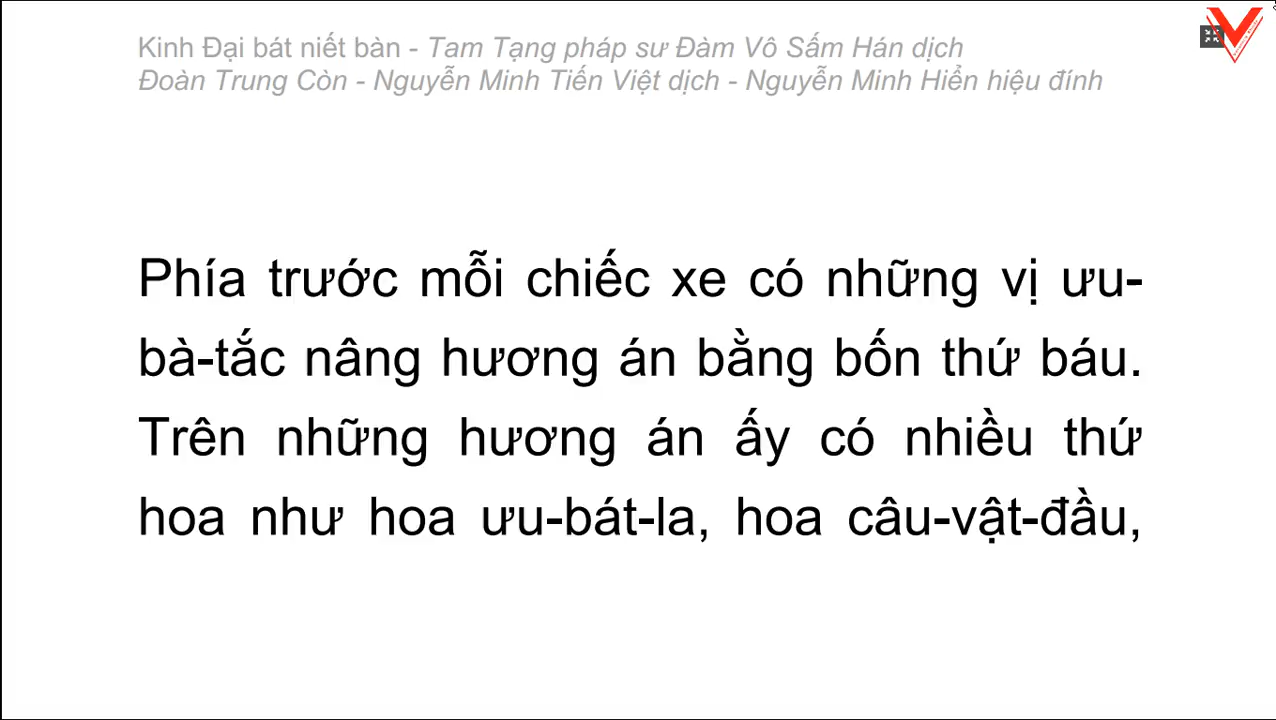 Kinh Đại bát niết bàn - Tam Tạng pháp sư Đàm Vô Sấm Hán dịch
Đoàn Trung Còn - Nguyễn Minh Tiến Việt dịch - Nguyễn Minh Hiển hiệu đính
Phía trước mỗi chiếc xe có những vị ưu-
bà-tắc nâng hương án bằng bốn thứ báu.
Trên những hương án ấy có nhiều thứ
hoa như hoa ưu-bát-la, hoa câu-vật-đầu,